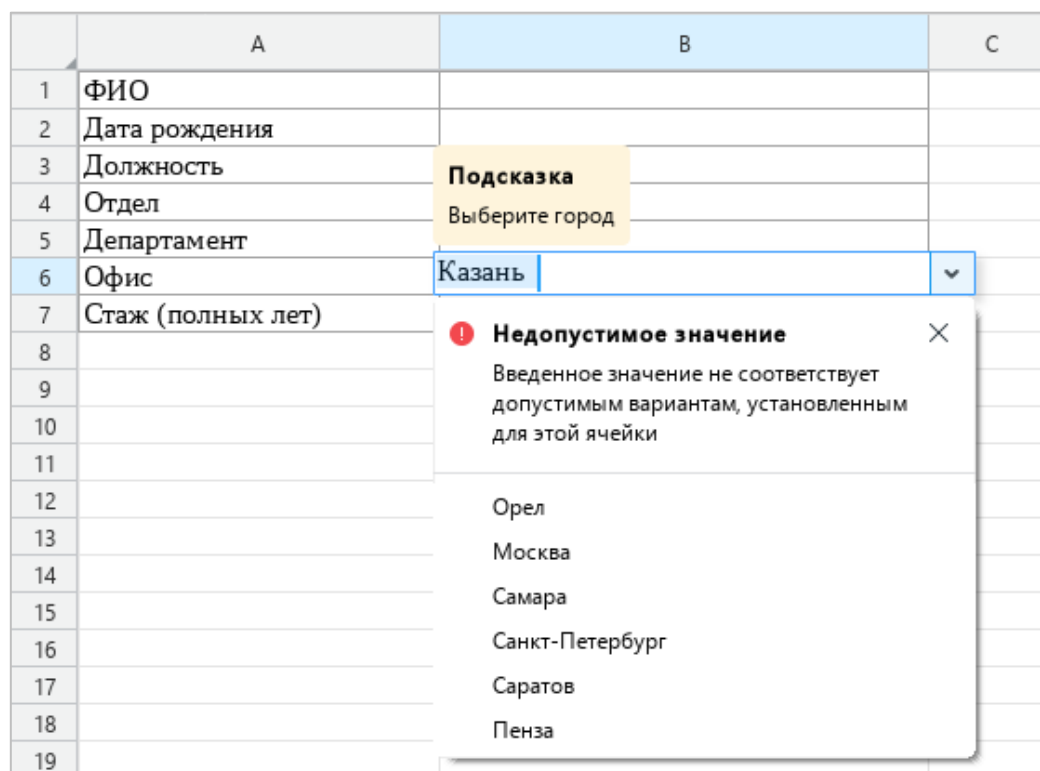 A B C
1 ФИО
2 Дата рождения
3 Должность
Подсказка
4 Отдел
Выберите город
5 Департамент
6 Офис Казань
7 Стаж (полных лет)
Недопустимое значение
8
Введенное значение не соответствует
9
допустимым вариантам, установленным
10
для этой ячейки
11
12
Орел
13
Москва
14
Самара
15
16
Санкт-Петербург
17
Саратов
18
Пенза
19